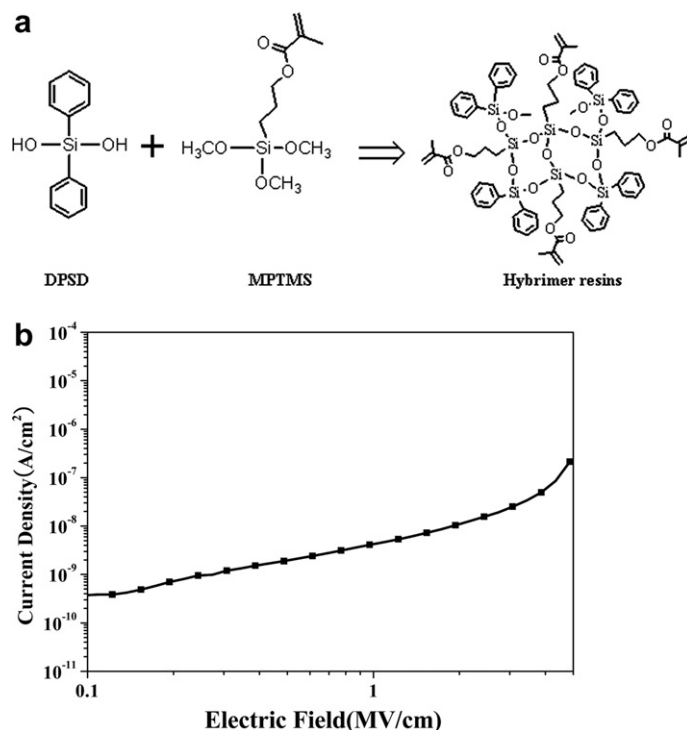 a
O
O
HO Si OH
+
H₃CO Si OCH₃
OCH₃
DPSD
MPTMS
Hybrimer resins
b
10⁻⁴
10⁻⁵
10⁻⁶
10⁻⁷
10⁻⁸
10⁻⁹
10⁻¹⁰
10⁻¹¹
Current Density(A/cm²)
0.1
1
Electric Field(MV/cm)